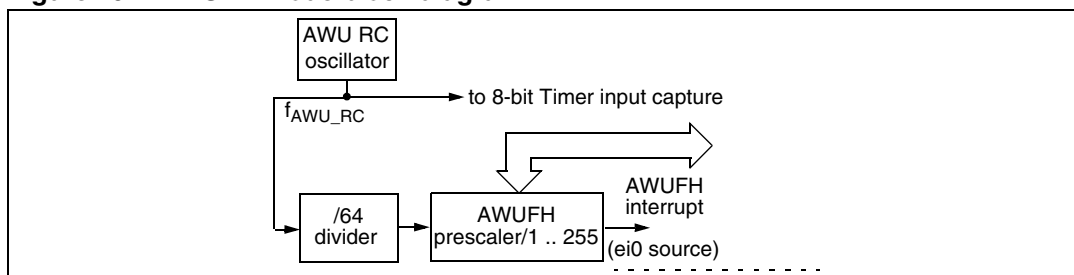 AWU RC
oscillator
to 8-bit Timer input capture
fAWU_RC
AWUFH
interrupt
/64
divider
AWUFH
prescaler/1 .. 255
(ei0 source)